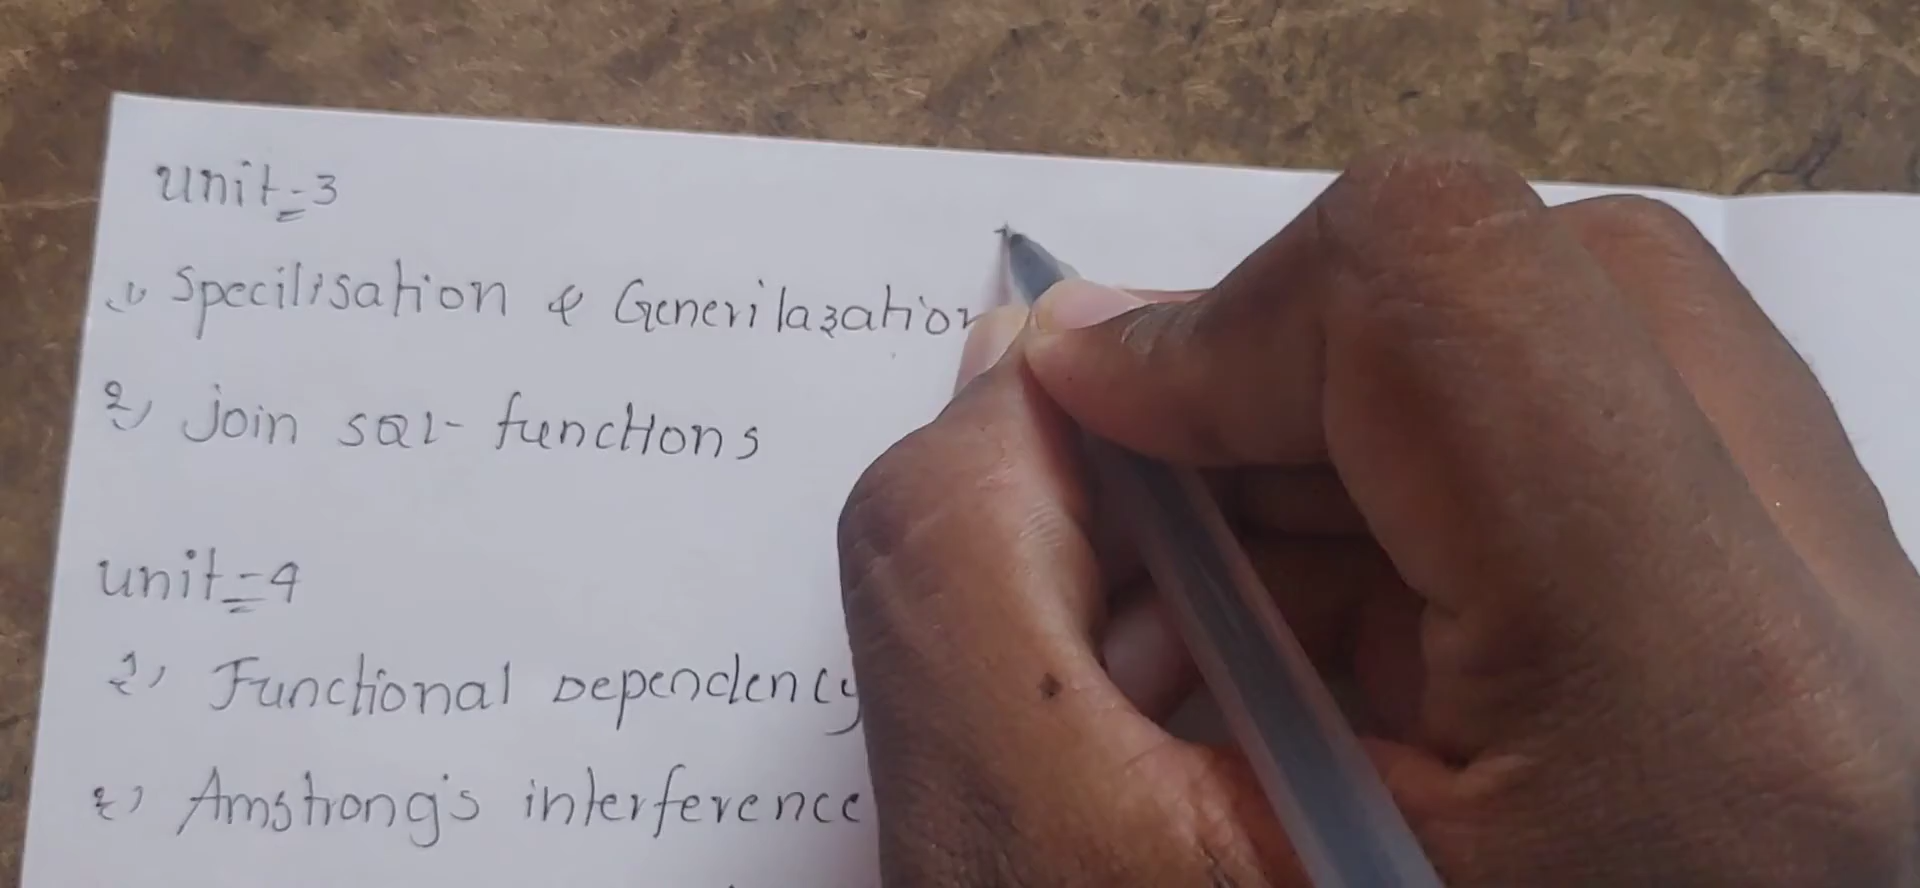 unit-3
1) Specilisation & Generilazation
2) join SQL functions
unit-4
1) Functional Dependency
2) Amstrong's interference